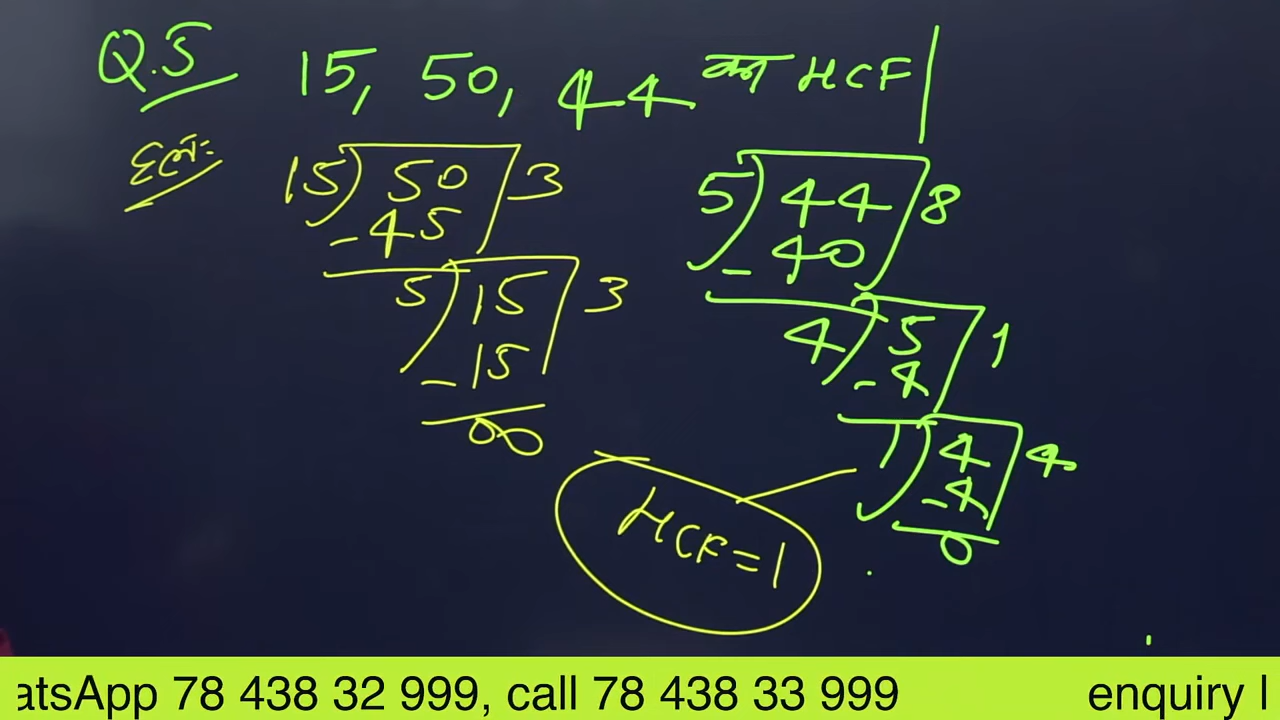 Q.5 15, 50, 44 का HCF
हल:
15) 50 3
-45
5) 15 3
-15
00
5) 44 8
-40
4) 5 1
-4
1) 4 4
-4
0
HCF=1
atsApp 78 438 32 999, call 78 438 33 999 enquiry I